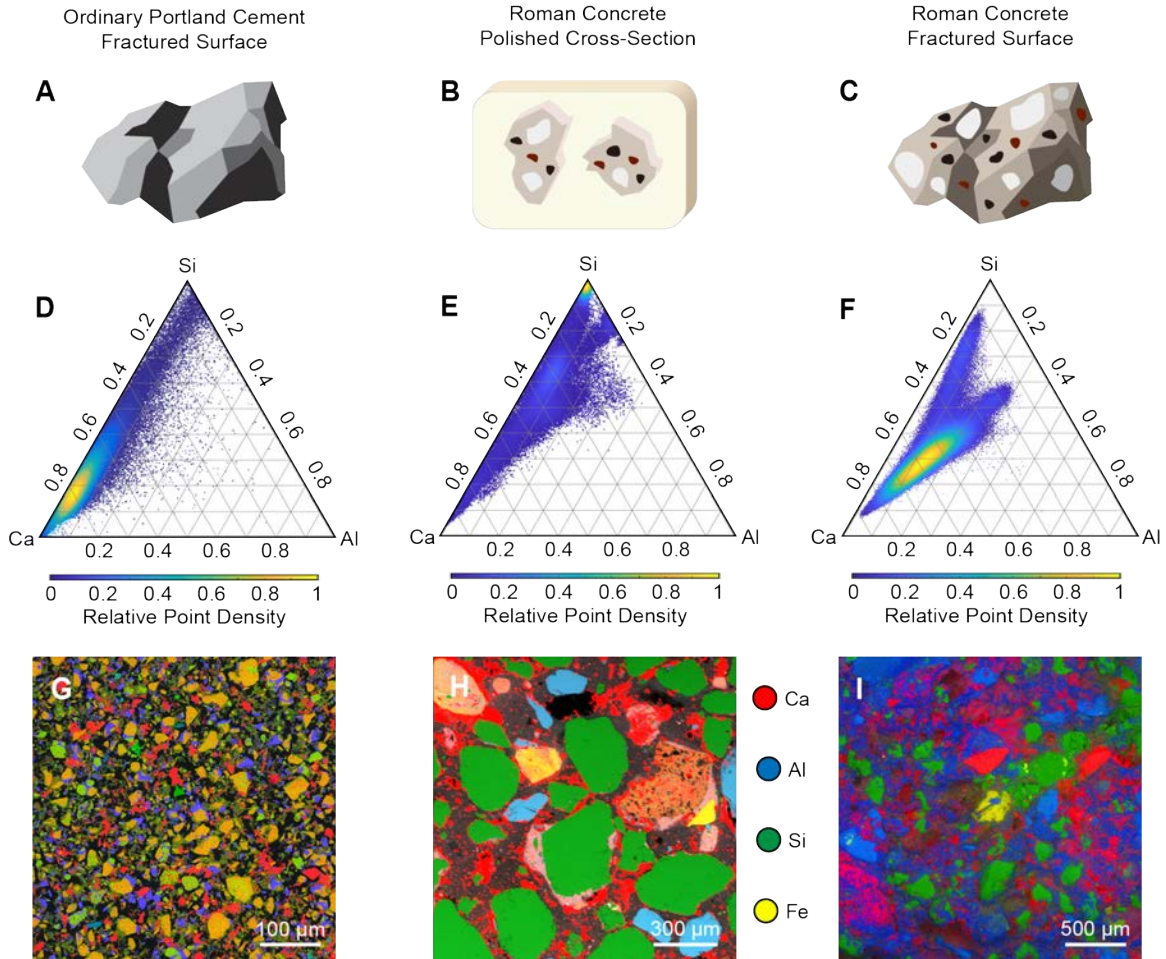 Ordinary Portland Cement
Fractured Surface
Roman Concrete
Polished Cross-Section
Roman Concrete
Fractured Surface
A
B
C
D
Si
0.2
0.4
0.6
0.8
0.2
0.4
0.6
0.8
Ca
Al
0.2 0.4 0.6 0.8
0 0.2 0.4 0.6 0.8 1
Relative Point Density
E
Si
0.2
0.4
0.6
0.8
0.2
0.4
0.6
0.8
Ca
Al
0.2 0.4 0.6 0.8
0 0.2 0.4 0.6 0.8 1
Relative Point Density
F
Si
0.2
0.4
0.6
0.8
0.2
0.4
0.6
0.8
Ca
Al
0.2 0.4 0.6 0.8
0 0.2 0.4 0.6 0.8 1
Relative Point Density
G
100 µm
H
300 µm
Ca
Al
Si
Fe
I
500 µm